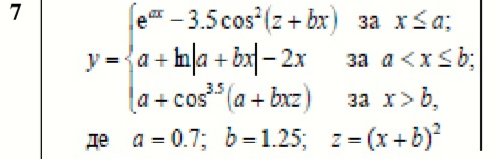 7
e^{ax} − 3.5cos²(z + bx) за x ≤ a;
y = { a + ln|a + bx| − 2x за a < x ≤ b;
a + cos^{3.5}(a + bxz) за x > b,
де a = 0.7; b = 1.25; z = (x + b)²